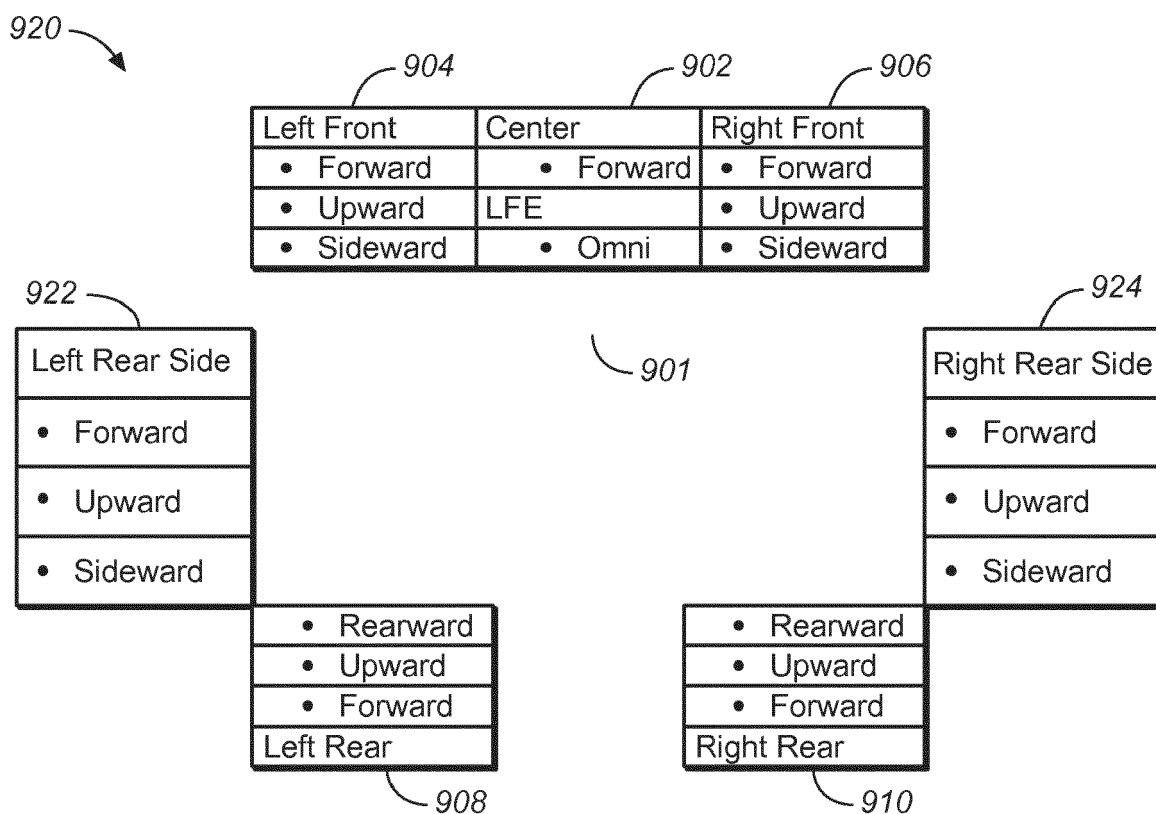 920
904 902 906
Left Front Center Right Front
• Forward • Forward • Forward
• Upward LFE • Upward
• Sideward • Omni • Sideward
922 924
901
Left Rear Side Right Rear Side
• Forward • Forward
• Upward • Upward
• Sideward • Sideward
• Rearward • Rearward
• Upward • Upward
• Forward • Forward
Left Rear Right Rear
908 910